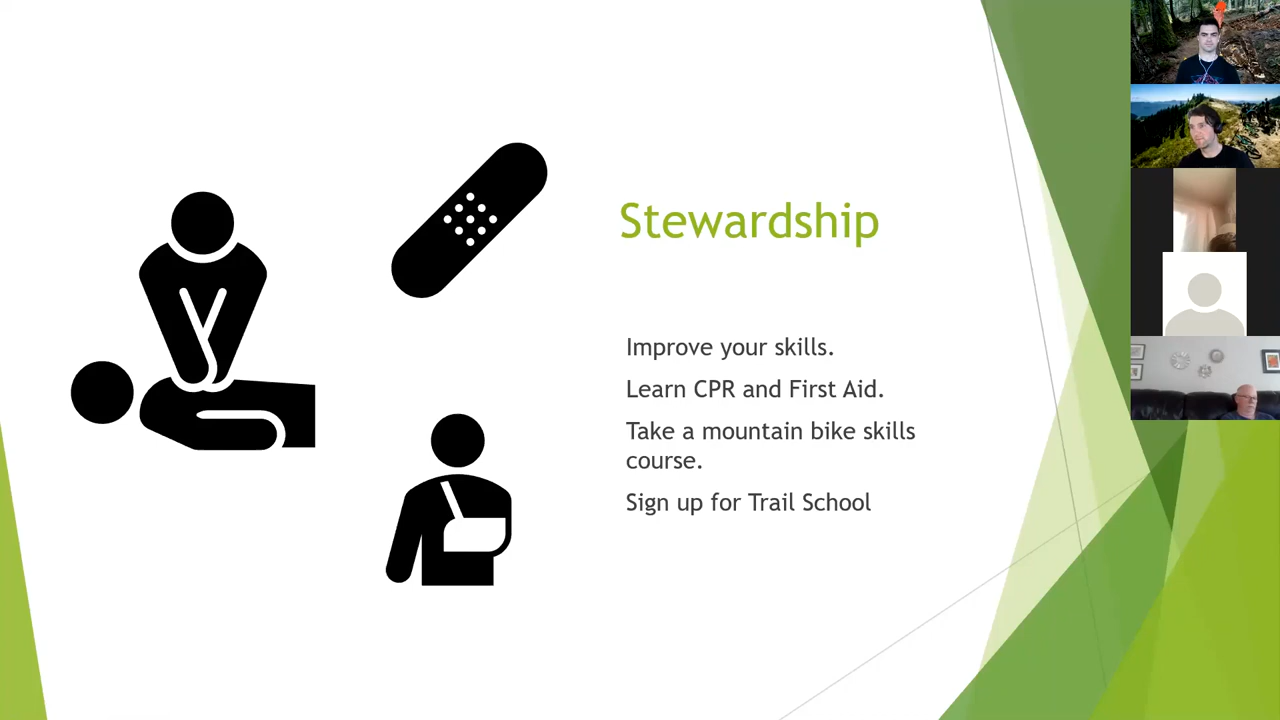 Stewardship
Improve your skills.
Learn CPR and First Aid.
Take a mountain bike skills
course.
Sign up for Trail School